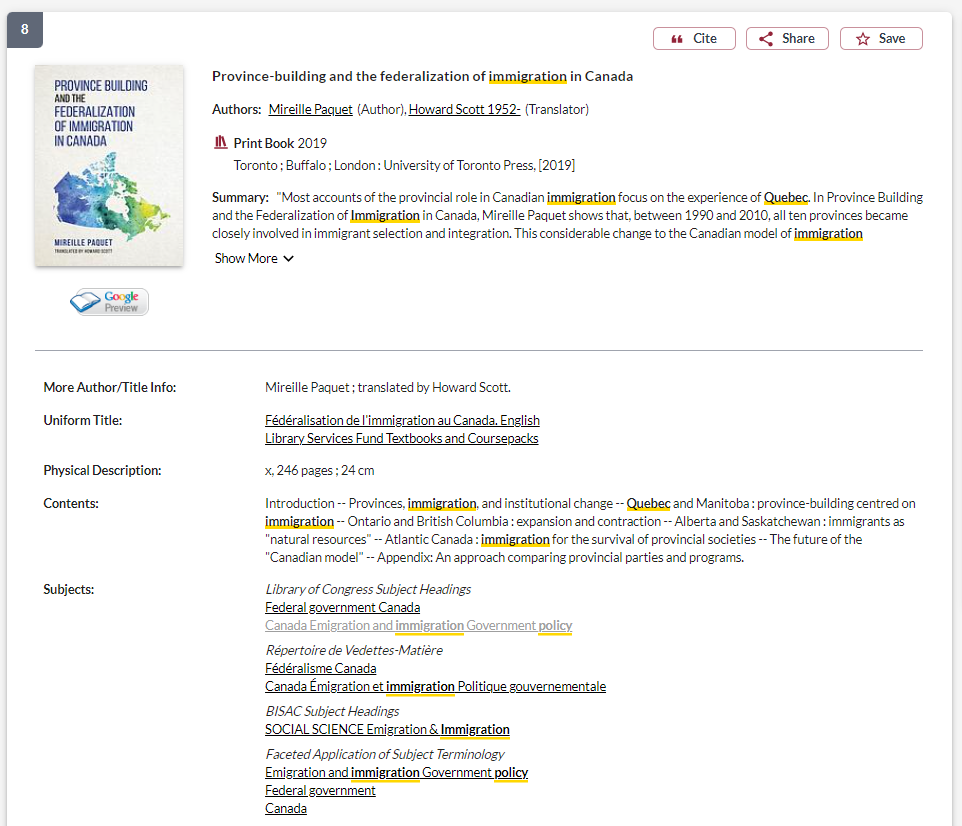 8
Cite
Share
Save
PROVINCE BUILDING
AND THE
FEDERALIZATION
OF IMMIGRATION
IN CANADA
MIREILLE PAQUET
TRANSLATED BY HOWARD SCOTT
Google
Preview
Province-building and the federalization of immigration in Canada
Authors: Mireille Paquet (Author), Howard Scott 1952- (Translator)
Print Book 2019
Toronto ; Buffalo ; London : University of Toronto Press, [2019]
Summary: "Most accounts of the provincial role in Canadian immigration focus on the experience of Quebec. In Province Building
and the Federalization of Immigration in Canada, Mireille Paquet shows that, between 1990 and 2010, all ten provinces became
closely involved in immigrant selection and integration. This considerable change to the Canadian model of immigration
Show More
More Author/Title Info: Mireille Paquet ; translated by Howard Scott.
Uniform Title: Fédéralisation de l'immigration au Canada. English
Library Services Fund Textbooks and Coursepacks
Physical Description: x, 246 pages ; 24 cm
Contents: Introduction -- Provinces, immigration, and institutional change -- Quebec and Manitoba : province-building centred on
immigration -- Ontario and British Columbia : expansion and contraction -- Alberta and Saskatchewan : immigrants as
"natural resources" -- Atlantic Canada : immigration for the survival of provincial societies -- The future of the
"Canadian model" -- Appendix: An approach comparing provincial parties and programs.
Subjects: Library of Congress Subject Headings
Federal government Canada
Canada Emigration and immigration Government policy
Répertoire de Vedettes-Matière
Fédéralisme Canada
Canada Émigration et immigration Politique gouvernementale
BISAC Subject Headings
SOCIAL SCIENCE Emigration & Immigration
Faceted Application of Subject Terminology
Emigration and immigration Government policy
Federal government
Canada